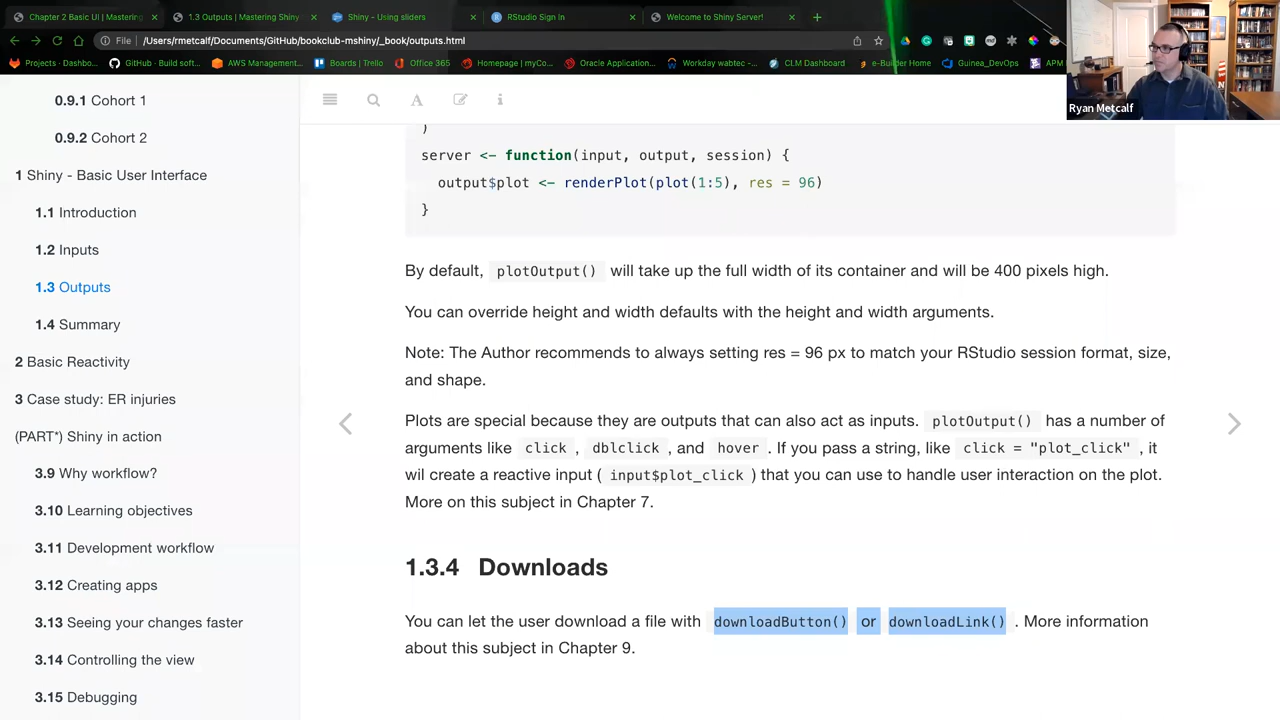 Chapter 2 Basic UI | Mastering
1.3 Outputs | Mastering Shiny
Shiny - Using sliders
RStudio Sign In
Welcome to Shiny Server!
File
/Users/rmetcalf/Documents/GitHub/bookclub-mshiny/_book/outputs.html
Projects · Dashbo...
GitHub · Build soft...
AWS Management...
Boards | Trello
Office 365
Homepage | myCo...
Oracle Application...
Workday wabtec -...
CLM Dashboard
e-Builder Home
Guinea_DevOps
APM
Ryan Metcalf
0.9.1 Cohort 1
0.9.2 Cohort 2
1 Shiny - Basic User Interface
1.1 Introduction
1.2 Inputs
1.3 Outputs
1.4 Summary
2 Basic Reactivity
3 Case study: ER injuries
(PART*) Shiny in action
3.9 Why workflow?
3.10 Learning objectives
3.11 Development workflow
3.12 Creating apps
3.13 Seeing your changes faster
3.14 Controlling the view
3.15 Debugging
)
server <- function(input, output, session) {
output$plot <- renderPlot(plot(1:5), res = 96)
}
By default, plotOutput() will take up the full width of its container and will be 400 pixels high.
You can override height and width defaults with the height and width arguments.
Note: The Author recommends to always setting res = 96 px to match your RStudio session format, size,
and shape.
Plots are special because they are outputs that can also act as inputs. plotOutput() has a number of
arguments like click , dblclick , and hover . If you pass a string, like click = "plot_click" , it
wil create a reactive input ( input$plot_click ) that you can use to handle user interaction on the plot.
More on this subject in Chapter 7.
1.3.4 Downloads
You can let the user download a file with downloadButton() or downloadLink() . More information
about this subject in Chapter 9.